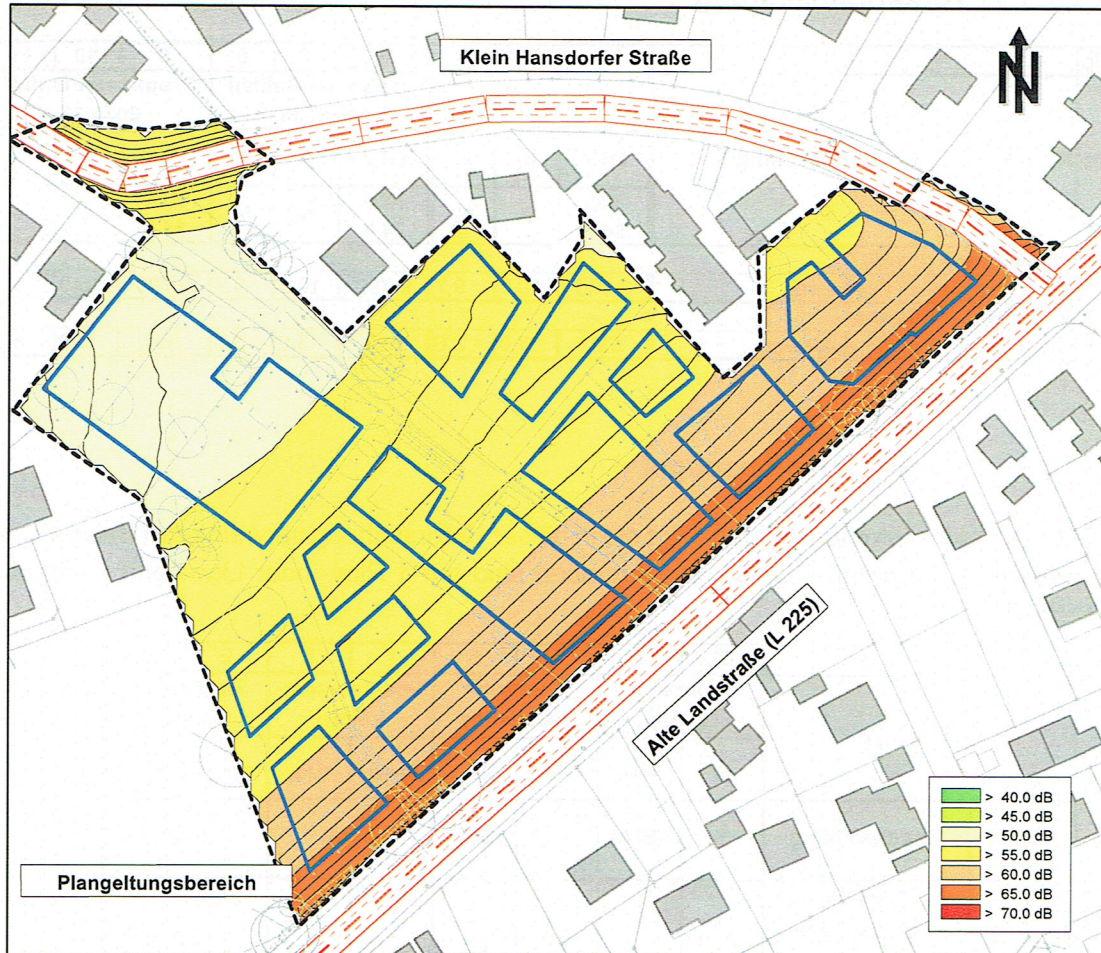 Klein Hansdorfer Straße
N
Alte Landstraße (L 225)
Plangeltungsbereich
> 40.0 dB
> 45.0 dB
> 50.0 dB
> 55.0 dB
> 60.0 dB
> 65.0 dB
> 70.0 dB